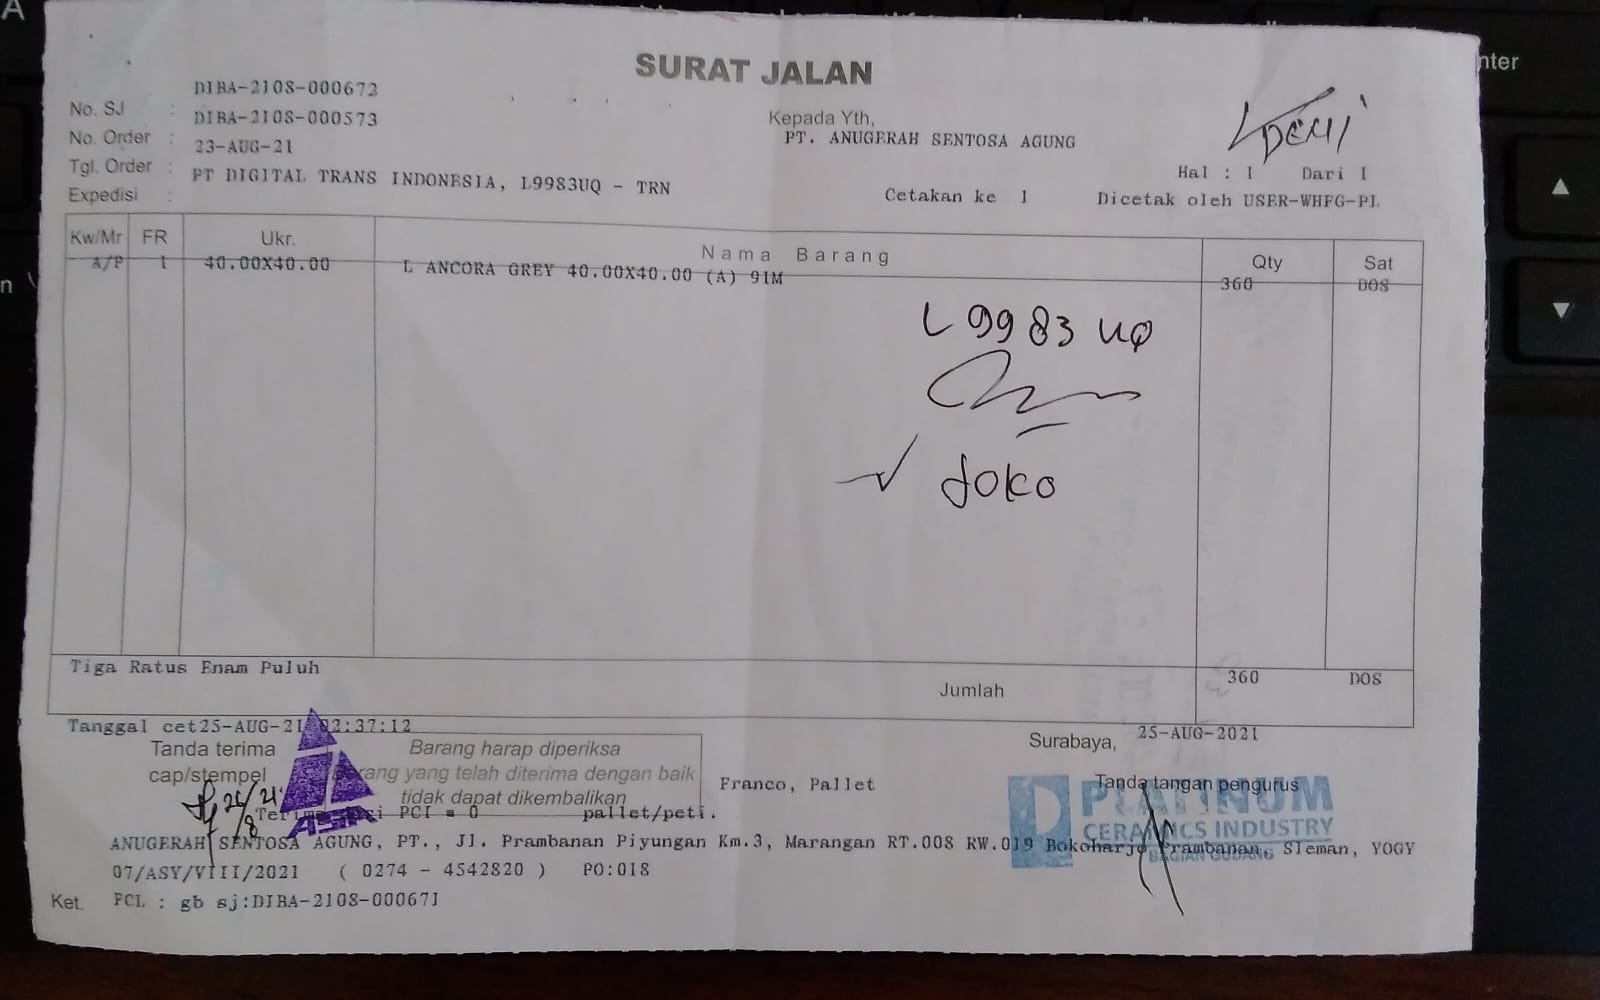 SURAT JALAN
No. SJ : DIBA-2108-000672
No. Order : DIBA-2108-000573
Tgl. Order : 23-AUG-21
Expedisi : PT DIGITAL TRANS INDONESIA, L9983UQ - TRN
Kepada Yth,
PT. ANUGERAH SENTOSA AGUNG
Hal : 1 Dari 1
Cetakan ke 1 Dicetak oleh USER-WHFG-PL
Kw/Mr FR Ukr. Nama Barang Qty Sat
A/P 1 40.00X40.00 L ANCORA GREY 40.00X40.00 (A) 91M 360 DOS
L 9983 UQ
Joko
Tiga Ratus Enam Puluh
Jumlah 360 DOS
Tanggal cet25-AUG-21 02:37:12
Surabaya, 25-AUG-2021
Tanda terima
cap/stempel
Barang harap diperiksa
Barang yang telah diterima dengan baik
tidak dapat dikembalikan
Franco, Pallet
Tanda tangan pengurus
PLATINUM
CERAMICS INDUSTRY
BAGIAN GUDANG
ASA
PCI = 0 pallet/peti.
ANUGERAH SENTOSA AGUNG, PT., Jl. Prambanan Piyungan Km.3, Marangan RT.008 RW.019 Bokoharjo Prambanan, Sleman, YOGY
07/ASY/VIII/2021 ( 0274 - 4542820 ) PO:018
Ket. FCL : gb sj:DIBA-2108-000671